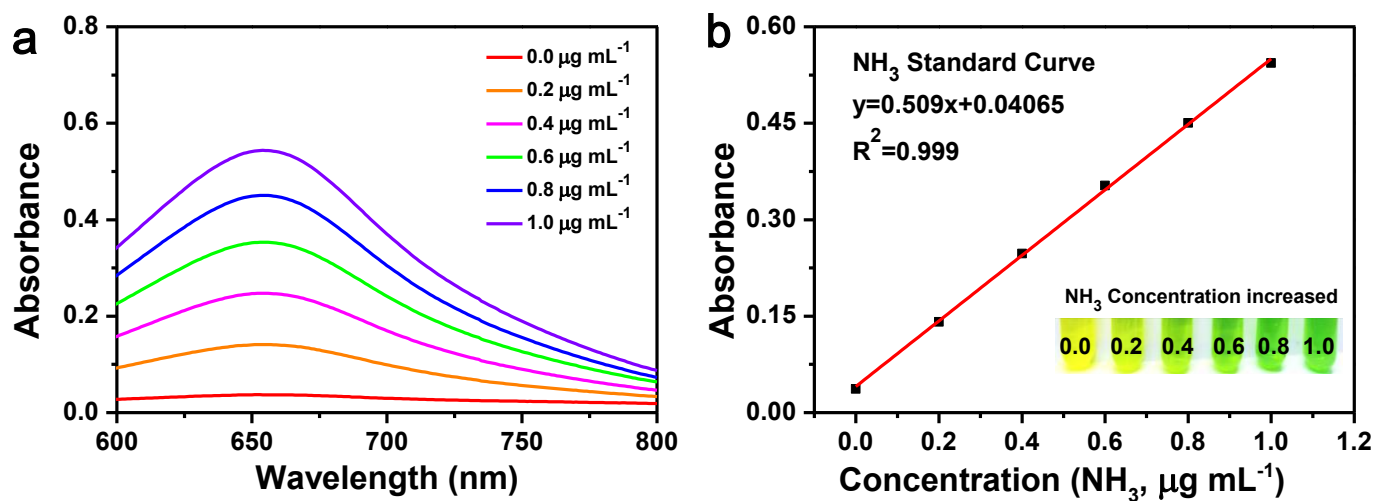 a
Absorbance
0.8
0.6
0.4
0.2
0.0
600
650
700
750
800
Wavelength (nm)
0.0 μg mL⁻¹
0.2 μg mL⁻¹
0.4 μg mL⁻¹
0.6 μg mL⁻¹
0.8 μg mL⁻¹
1.0 μg mL⁻¹
b
Absorbance
0.60
0.45
0.30
0.15
0.00
NH₃ Standard Curve
y=0.509x+0.04065
R²=0.999
NH₃ Concentration increased
0.0 0.2 0.4 0.6 0.8 1.0
0.0
0.2
0.4
0.6
0.8
1.0
1.2
Concentration (NH₃, μg mL⁻¹)